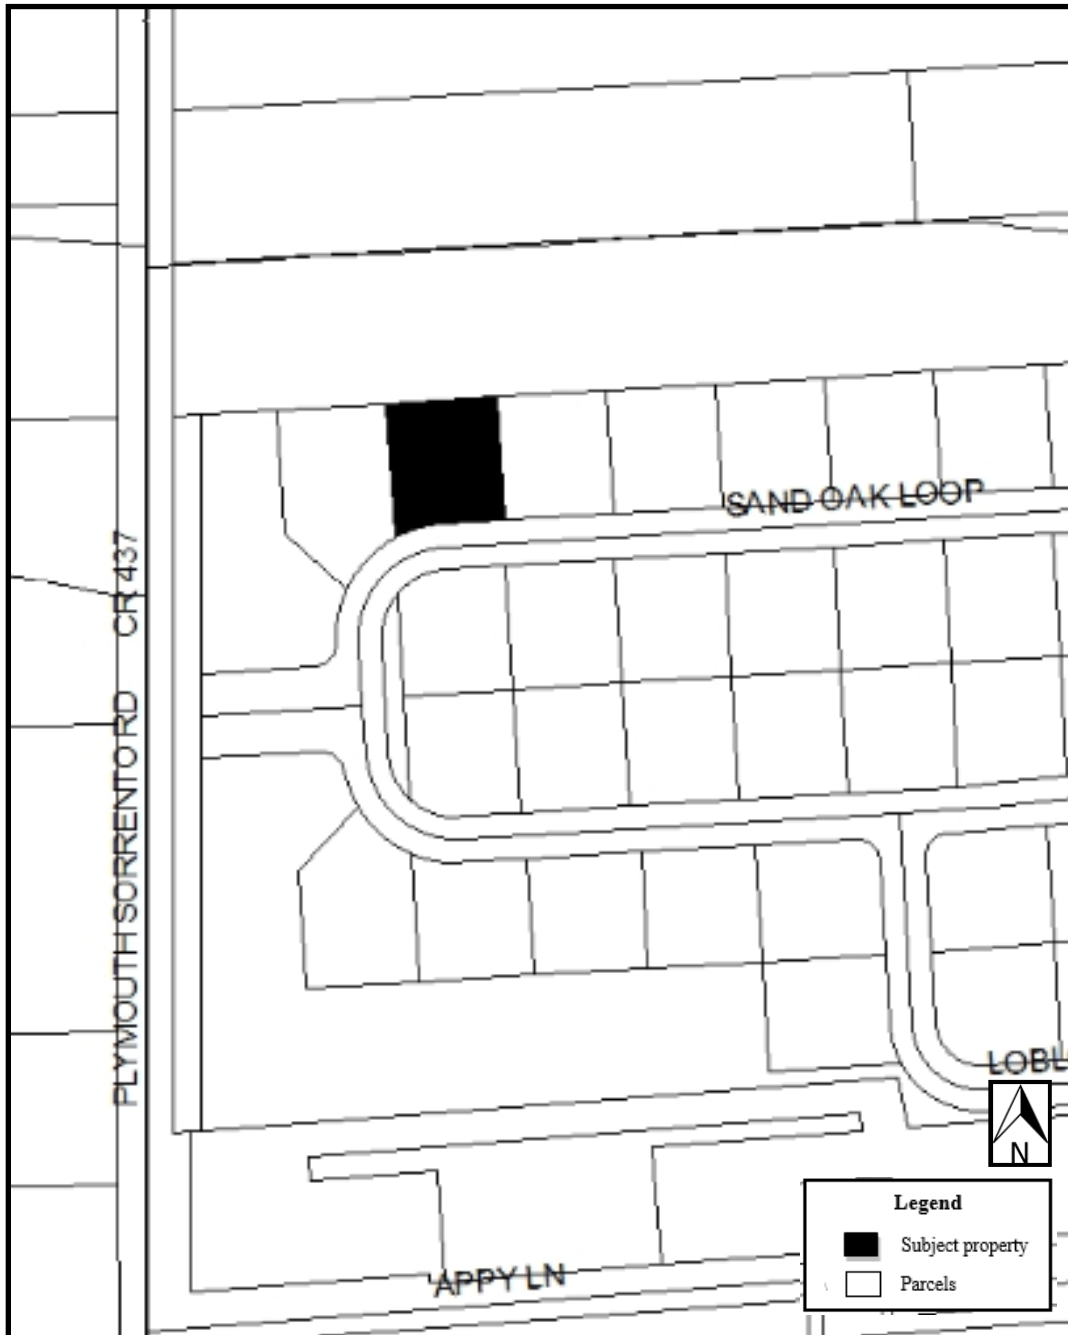 SAND OAK LOOP
PLYMOUTH SORRENTO RD CR 437
LOBL
N
Legend
Subject property
Parcels
'APPY LN